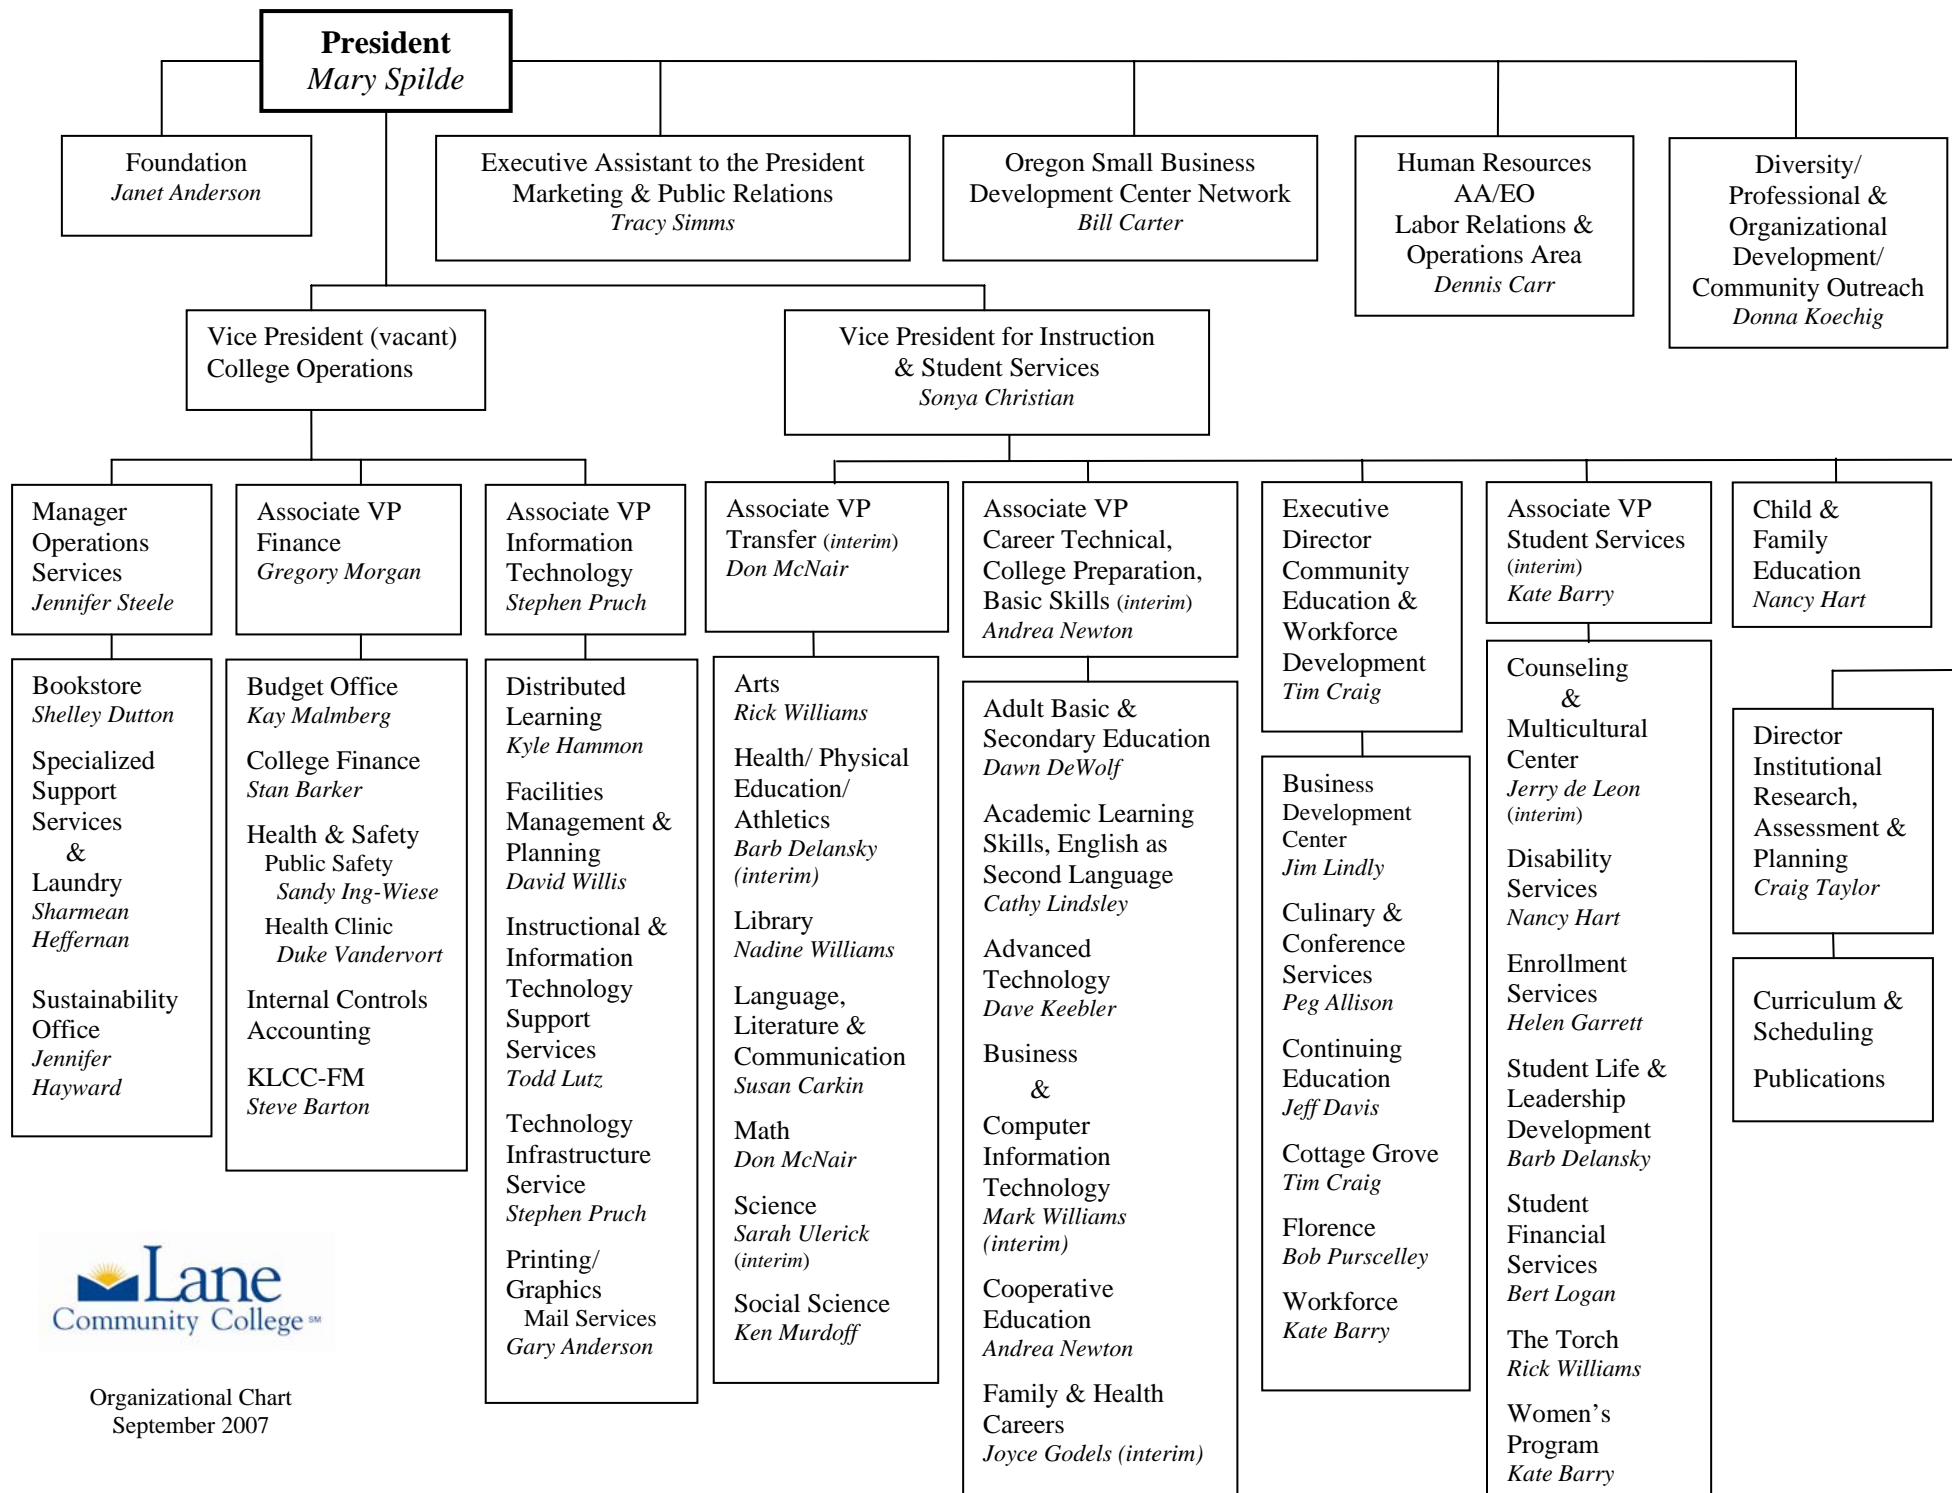 President
Mary Spilde
Foundation
Janet Anderson
Executive Assistant to the President
Marketing & Public Relations
Tracy Simms
Oregon Small Business
Development Center Network
Bill Carter
Human Resources
AA/EO
Labor Relations &
Operations Area
Dennis Carr
Diversity/
Professional &
Organizational
Development/
Community Outreach
Donna Koechig
Vice President (vacant)
College Operations
Vice President for Instruction
& Student Services
Sonya Christian
Manager
Operations
Services
Jennifer Steele
Associate VP
Finance
Gregory Morgan
Associate VP
Information
Technology
Stephen Pruch
Associate VP
Transfer (interim)
Don McNair
Associate VP
Career Technical,
College Preparation,
Basic Skills (interim)
Andrea Newton
Executive
Director
Community
Education &
Workforce
Development
Tim Craig
Associate VP
Student Services
(interim)
Kate Barry
Child &
Family
Education
Nancy Hart
Bookstore
Shelley Dutton
Specialized
Support
Services
&
Laundry
Sharmean
Heffernan
Sustainability
Office
Jennifer
Hayward
Budget Office
Kay Malmberg
College Finance
Stan Barker
Health & Safety
Public Safety
Sandy Ing-Wiese
Health Clinic
Duke Vandervort
Internal Controls
Accounting
KLCC-FM
Steve Barton
Distributed
Learning
Kyle Hammon
Facilities
Management &
Planning
David Willis
Instructional &
Information
Technology
Support
Services
Todd Lutz
Technology
Infrastructure
Service
Stephen Pruch
Printing/
Graphics
Mail Services
Gary Anderson
Arts
Rick Williams
Health/ Physical
Education/
Athletics
Barb Delansky
(interim)
Library
Nadine Williams
Language,
Literature &
Communication
Susan Carkin
Math
Don McNair
Science
Sarah Ulerick
(interim)
Social Science
Ken Murdoff
Adult Basic &
Secondary Education
Dawn DeWolf
Academic Learning
Skills, English as
Second Language
Cathy Lindsley
Advanced
Technology
Dave Keebler
Business
&
Computer
Information
Technology
Mark Williams
(interim)
Cooperative
Education
Andrea Newton
Family & Health
Careers
Joyce Godels (interim)
Business
Development
Center
Jim Lindly
Culinary &
Conference
Services
Peg Allison
Continuing
Education
Jeff Davis
Cottage Grove
Tim Craig
Florence
Bob Purscelley
Workforce
Kate Barry
Counseling
&
Multicultural
Center
Jerry de Leon
(interim)
Disability
Services
Nancy Hart
Enrollment
Services
Helen Garrett
Student Life &
Leadership
Development
Barb Delansky
Student
Financial
Services
Bert Logan
The Torch
Rick Williams
Women's
Program
Kate Barry
Director
Institutional
Research,
Assessment &
Planning
Craig Taylor
Curriculum &
Scheduling
Publications
Lane
Community College SM
Organizational Chart
September 2007